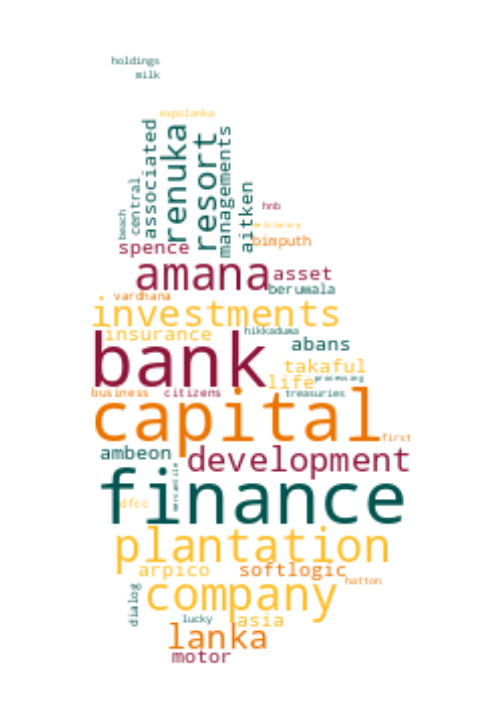 holdings
milk
expolanka
associated
renuka
resort
managements
central
beach
aitken
hnb
bimputh
spence
amana
asset
berumala
vardhana
investments
hikkaduwa
insurance
abans
bank
takaful
life
processing
business
citizens
treasuries
capital
first
ambeon
development
mercantile
finance
dfcc
plantation
arpico
softlogic
hatton
company
dialog
lucky
asia
lanka
motor